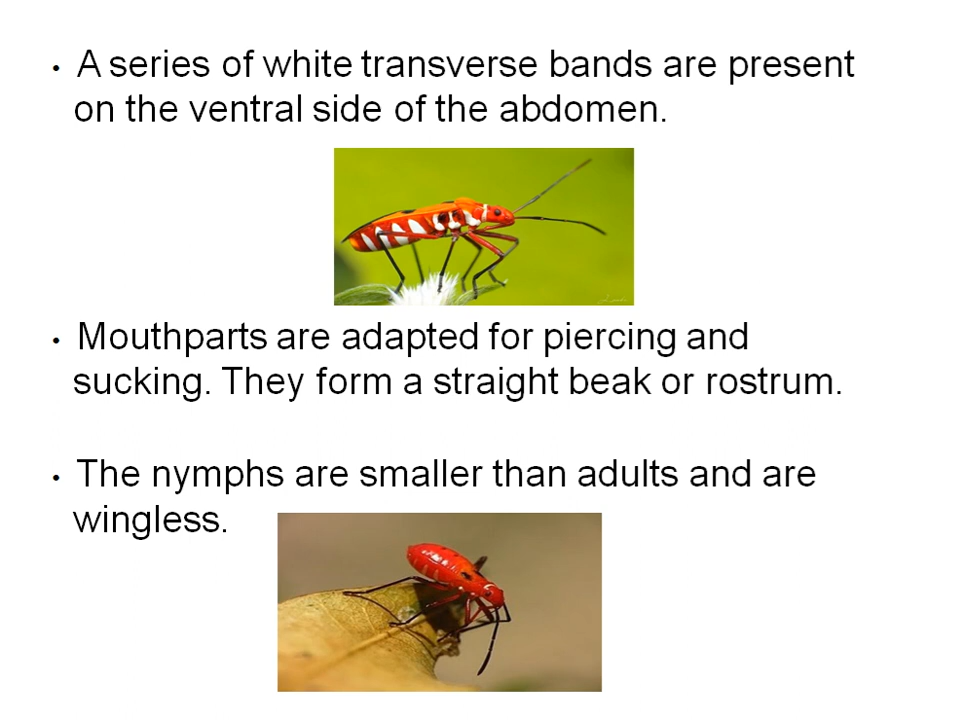 • A series of white transverse bands are present
on the ventral side of the abdomen.
• Mouthparts are adapted for piercing and
sucking. They form a straight beak or rostrum.
• The nymphs are smaller than adults and are
wingless.